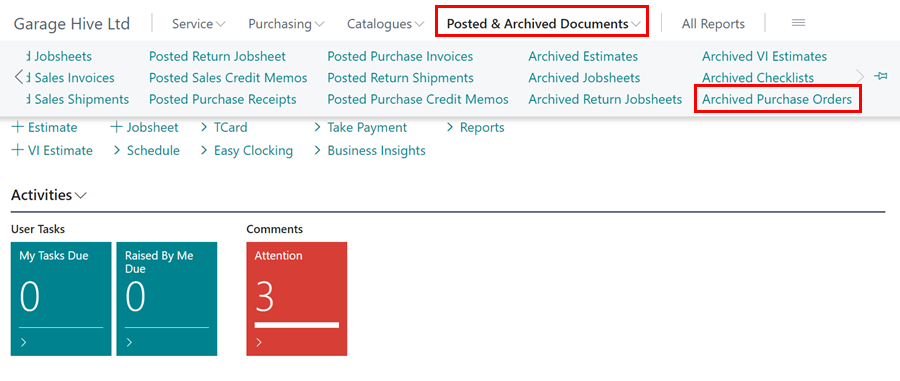 Garage Hive Ltd Service Purchasing Catalogues Posted & Archived Documents All Reports
Jobsheets Posted Return Jobsheet Posted Purchase Invoices Archived Estimates Archived VI Estimates
Sales Invoices Posted Sales Credit Memos Posted Return Shipments Archived Jobsheets Archived Checklists
Sales Shipments Posted Purchase Receipts Posted Purchase Credit Memos Archived Return Jobsheets Archived Purchase Orders
+ Estimate + Jobsheet > TCard > Take Payment > Reports
+ VI Estimate > Schedule > Easy Clocking > Business Insights
Activities
User Tasks Comments
My Tasks Due Raised By Me Due Attention
0 0 3